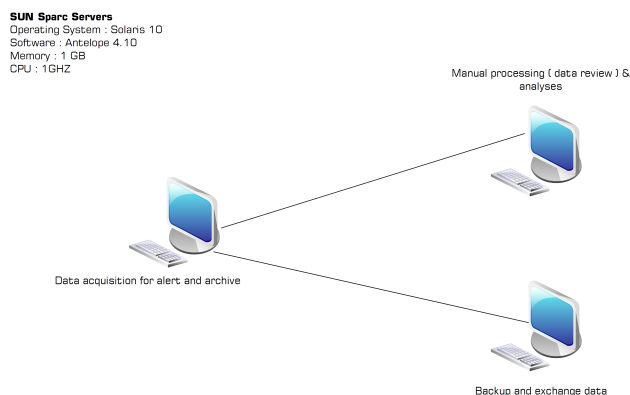 SUN Sparc Servers
Operating System : Solaris 10
Software : Antelope 4.10
Memory : 1 GB
CPU : 1GHZ
Manual processing ( data review ) &
analyses
Data acquisition for alert and archive
Backup and exchange data